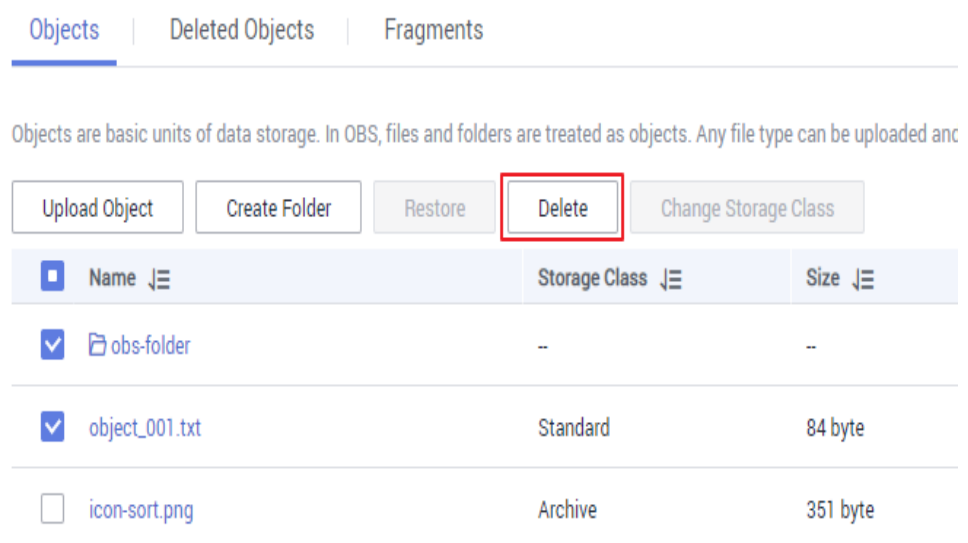 Objects Deleted Objects Fragments
Objects are basic units of data storage. In OBS, files and folders are treated as objects. Any file type can be uploaded and
Upload Object Create Folder Restore Delete Change Storage Class
Name Storage Class Size
obs-folder -- --
object_001.txt Standard 84 byte
icon-sort.png Archive 351 byte